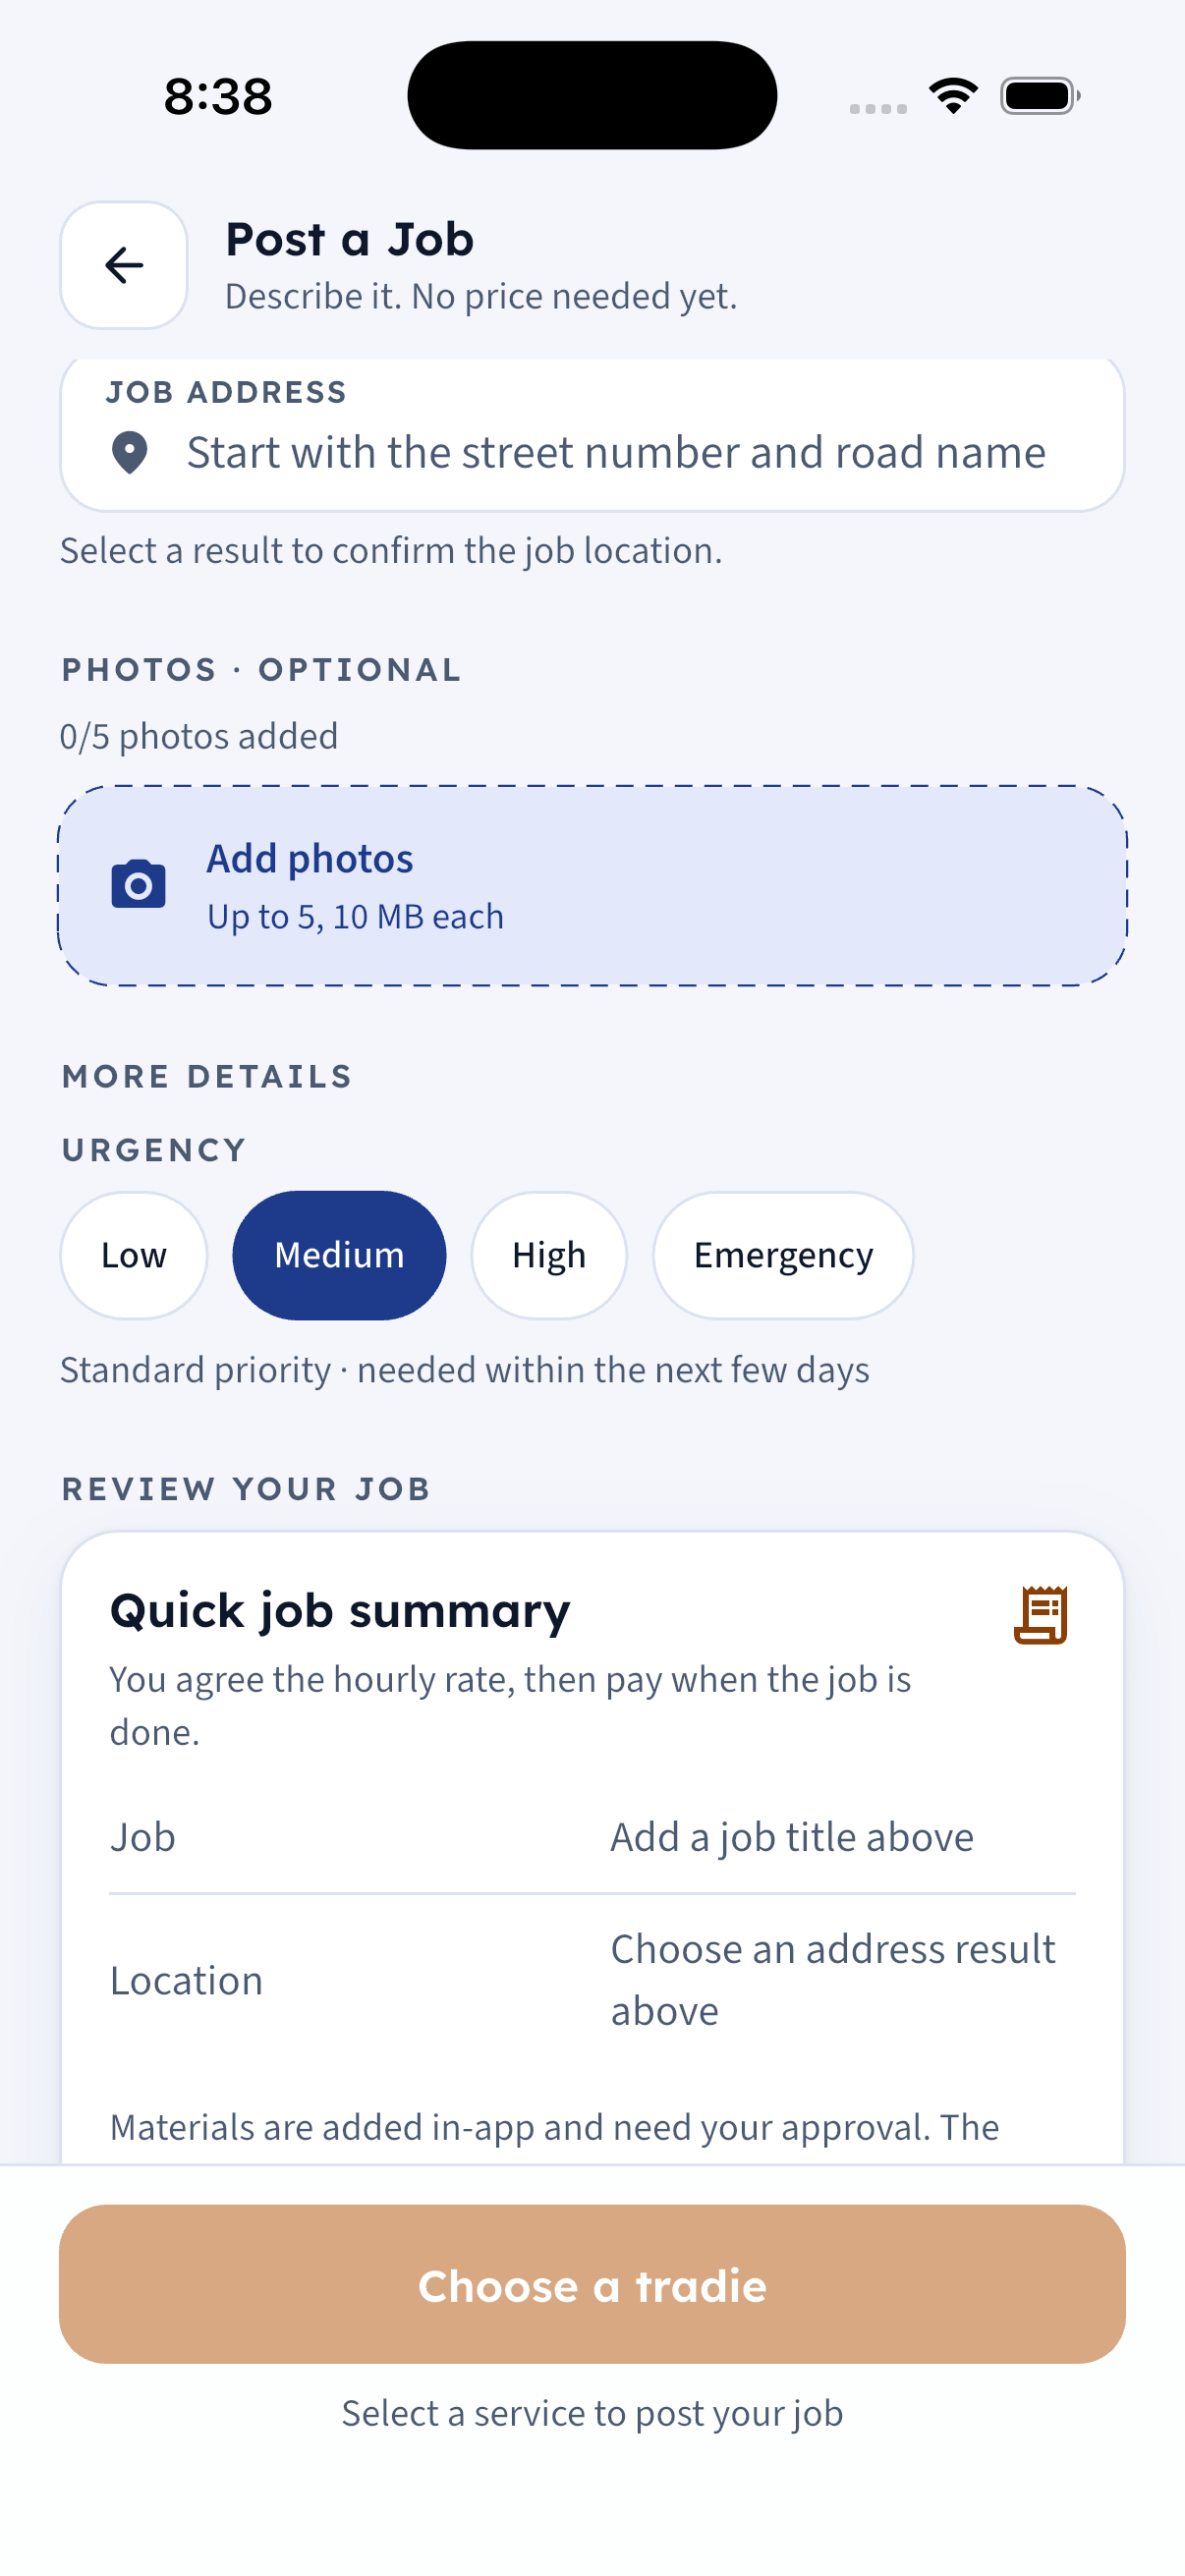 8:38
Post a Job
Describe it. No price needed yet.
JOB ADDRESS
Start with the street number and road name
Select a result to confirm the job location.
PHOTOS · OPTIONAL
0/5 photos added
Add photos
Up to 5, 10 MB each
MORE DETAILS
URGENCY
Low Medium High Emergency
Standard priority · needed within the next few days
REVIEW YOUR JOB
Quick job summary
You agree the hourly rate, then pay when the job is
done.
Job Add a job title above
Location Choose an address result
above
Materials are added in-app and need your approval. The
Choose a tradie
Select a service to post your job